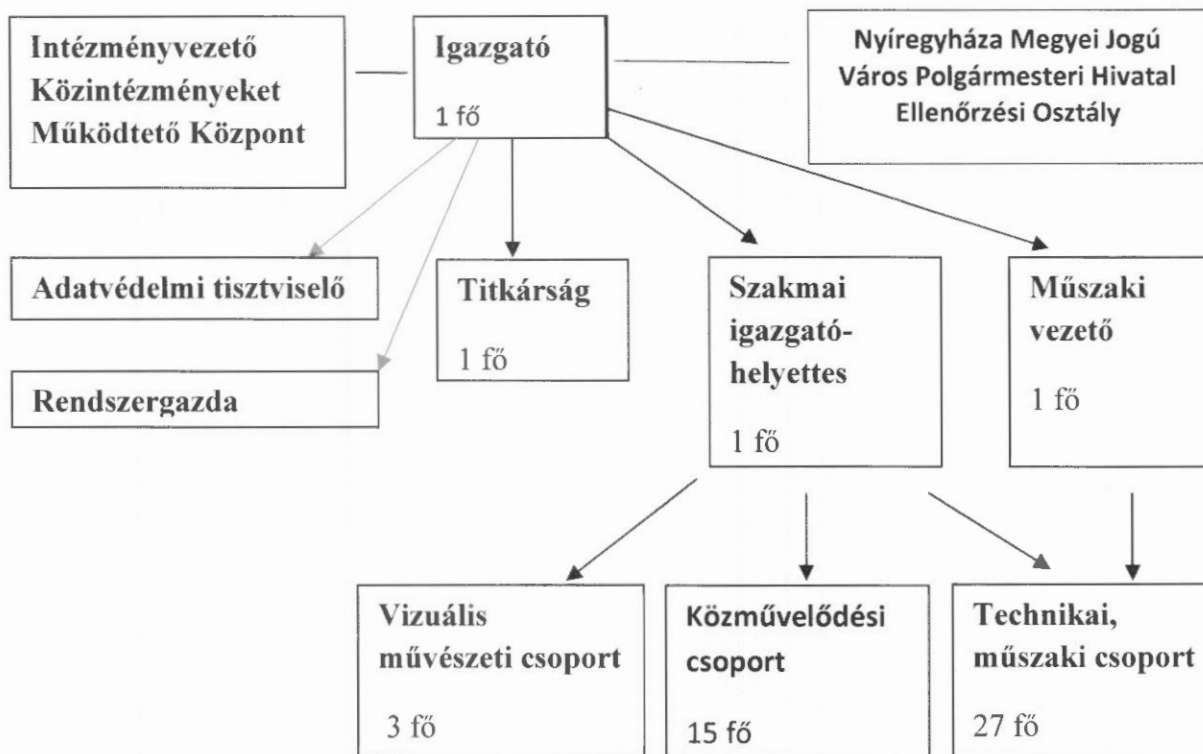 Intézményvezető
Közintézményeket
Működtető Központ
Igazgató
1 fő
Nyíregyháza Megyei Jogú
Város Polgármesteri Hivatal
Ellenőrzési Osztály
Adatvédelmi tisztviselő
Rendszergazda
Titkárság
1 fő
Szakmai
igazgató-
helyettes
1 fő
Műszaki
vezető
1 fő
Vizuális
művészeti csoport
3 fő
Közművelődési
csoport
15 fő
Technikai,
műszaki csoport
27 fő